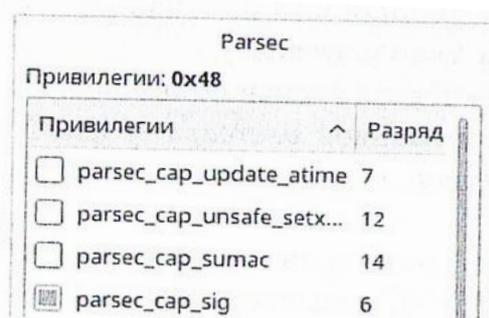 Parsec
Привилегии: 0x48
Привилегии Разряд
parsec_cap_update_atime 7
parsec_cap_unsafe_setx... 12
parsec_cap_sumac 14
parsec_cap_sig 6